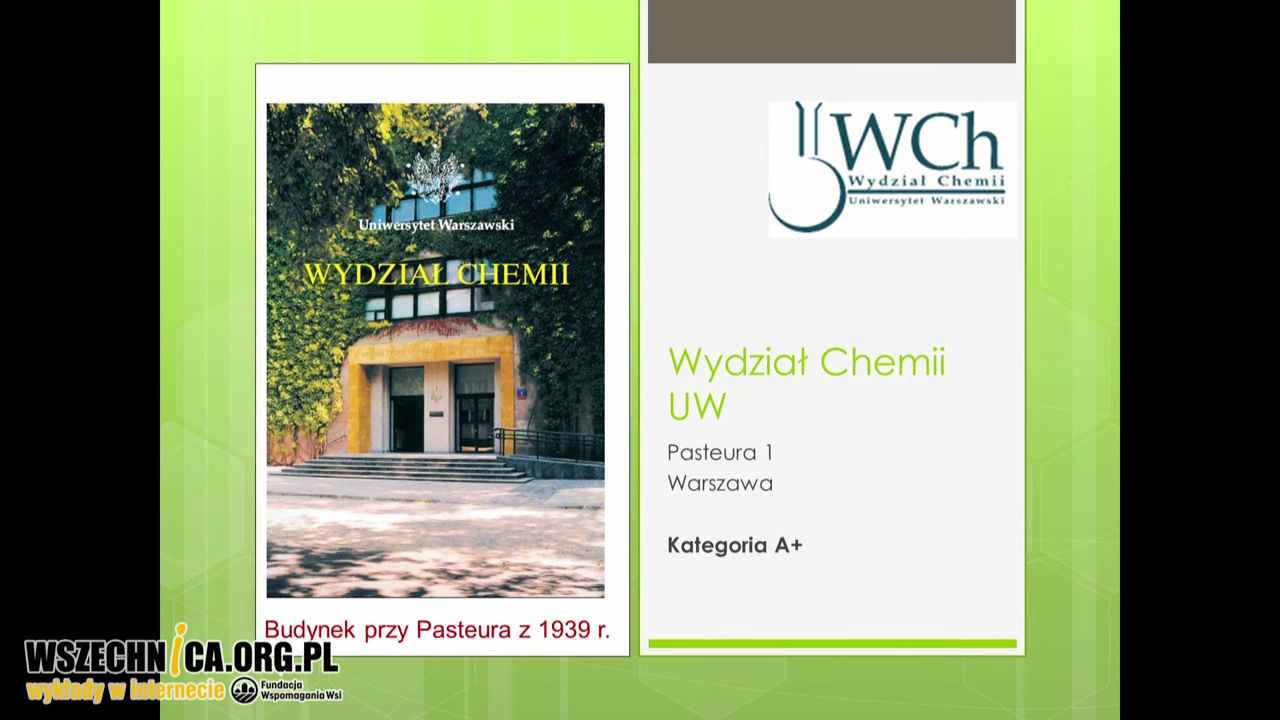 Uniwersytet Warszawski
WYDZIAŁ CHEMII
Budynek przy Pasteura z 1939 r.
WCh
Wydział Chemii
Uniwersytet Warszawski
Wydział Chemii
UW
Pasteura 1
Warszawa
Kategoria A+
WSZECHNICA.ORG.PL
wykłady w internecie
Fundacja
Wspomagania Wsi